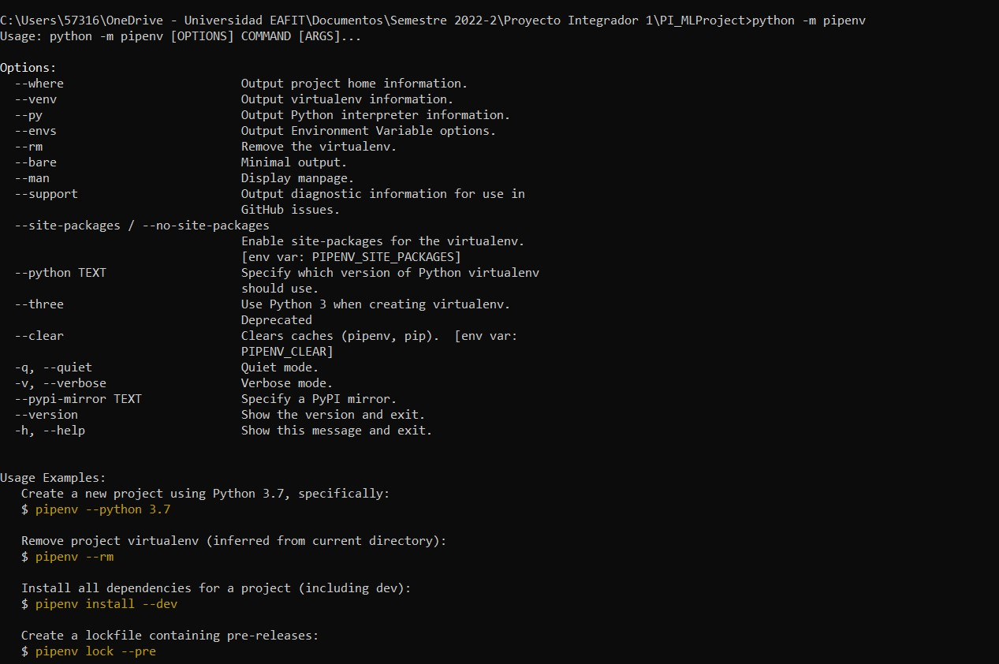 C:\Users\57316\OneDrive - Universidad EAFIT\Documentos\Semestre 2022-2\Proyecto Integrador 1\PI_MLProject>python -m pipenv
Usage: python -m pipenv [OPTIONS] COMMAND [ARGS]...

Options:
  --where                         Output project home information.
  --venv                          Output virtualenv information.
  --py                            Output Python interpreter information.
  --envs                          Output Environment Variable options.
  --rm                            Remove the virtualenv.
  --bare                          Minimal output.
  --man                           Display manpage.
  --support                       Output diagnostic information for use in
                                  GitHub issues.
  --site-packages / --no-site-packages
                                  Enable site-packages for the virtualenv.
                                  [env var: PIPENV_SITE_PACKAGES]
  --python TEXT                   Specify which version of Python virtualenv
                                  should use.
  --three                         Use Python 3 when creating virtualenv.
                                  Deprecated
  --clear                         Clears caches (pipenv, pip).  [env var:
                                  PIPENV_CLEAR]
  -q, --quiet                     Quiet mode.
  -v, --verbose                   Verbose mode.
  --pypi-mirror TEXT              Specify a PyPI mirror.
  --version                       Show the version and exit.
  -h, --help                      Show this message and exit.

Usage Examples:
   Create a new project using Python 3.7, specifically:
   $ pipenv --python 3.7

   Remove project virtualenv (inferred from current directory):
   $ pipenv --rm

   Install all dependencies for a project (including dev):
   $ pipenv install --dev

   Create a lockfile containing pre-releases:
   $ pipenv lock --pre